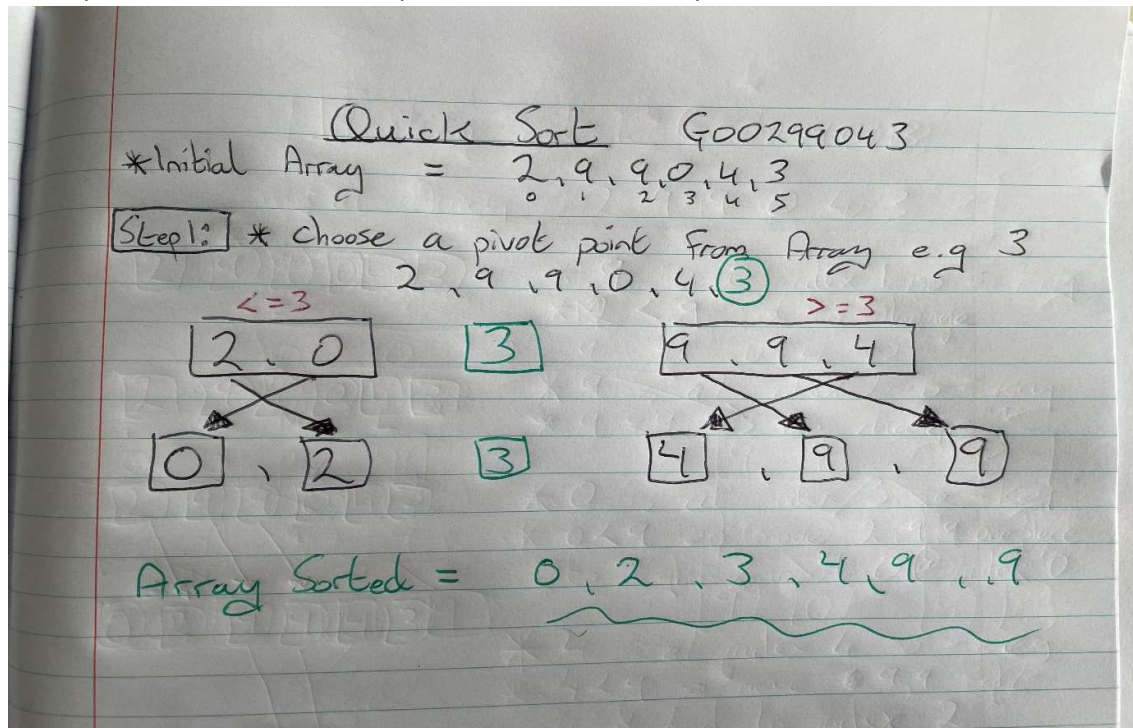 Quick Sort G00299043
*Initial Array = 2, 9, 9, 0, 4, 3
0 1 2 3 4 5
Step1: * Choose a pivot point from Array e.g 3
2, 9, 9, 0, 4, 3
<=3 >=3
2, 0 3 9, 9, 4
0, 2 3 4, 9, 9
Array Sorted = 0, 2, 3, 4, 9, 9